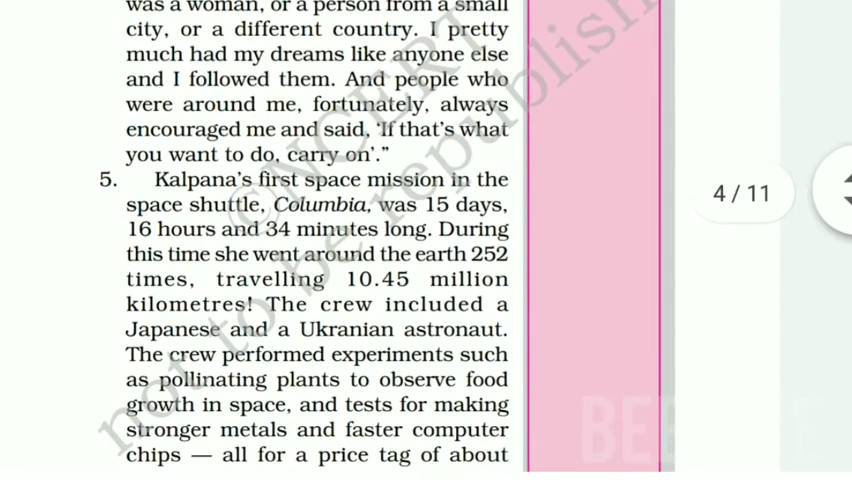 was a woman, or a person from a small
city, or a different country. I pretty
much had my dreams like anyone else
and I followed them. And people who
were around me, fortunately, always
encouraged me and said, ‘If that’s what
you want to do, carry on’.”
5. Kalpana’s first space mission in the
space shuttle, Columbia, was 15 days,
16 hours and 34 minutes long. During
this time she went around the earth 252
times, travelling 10.45 million
kilometres! The crew included a
Japanese and a Ukranian astronaut.
The crew performed experiments such
as pollinating plants to observe food
growth in space, and tests for making
stronger metals and faster computer
chips — all for a price tag of about
4 / 11
©NCERT
not to be republish